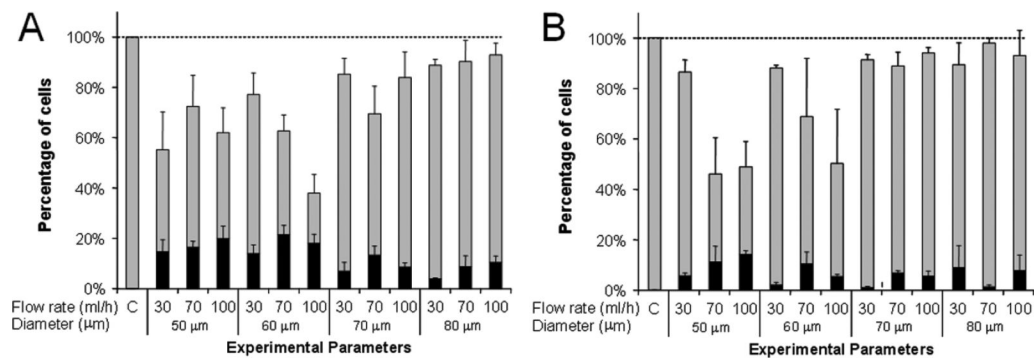 A
100%
80%
60%
40%
20%
0%
Percentage of cells
Flow rate (ml/h) C 30 70 100 30 70 100 30 70 100 30 70 100
Diameter (μm) 50 μm 60 μm 70 μm 80 μm
Experimental Parameters
B
100%
80%
60%
40%
20%
0%
Percentage of cells
Flow rate (ml/h) C 30 70 100 30 70 100 30 70 100 30 70 100
Diameter (μm) 50 μm 60 μm 70 μm 80 μm
Experimental Parameters